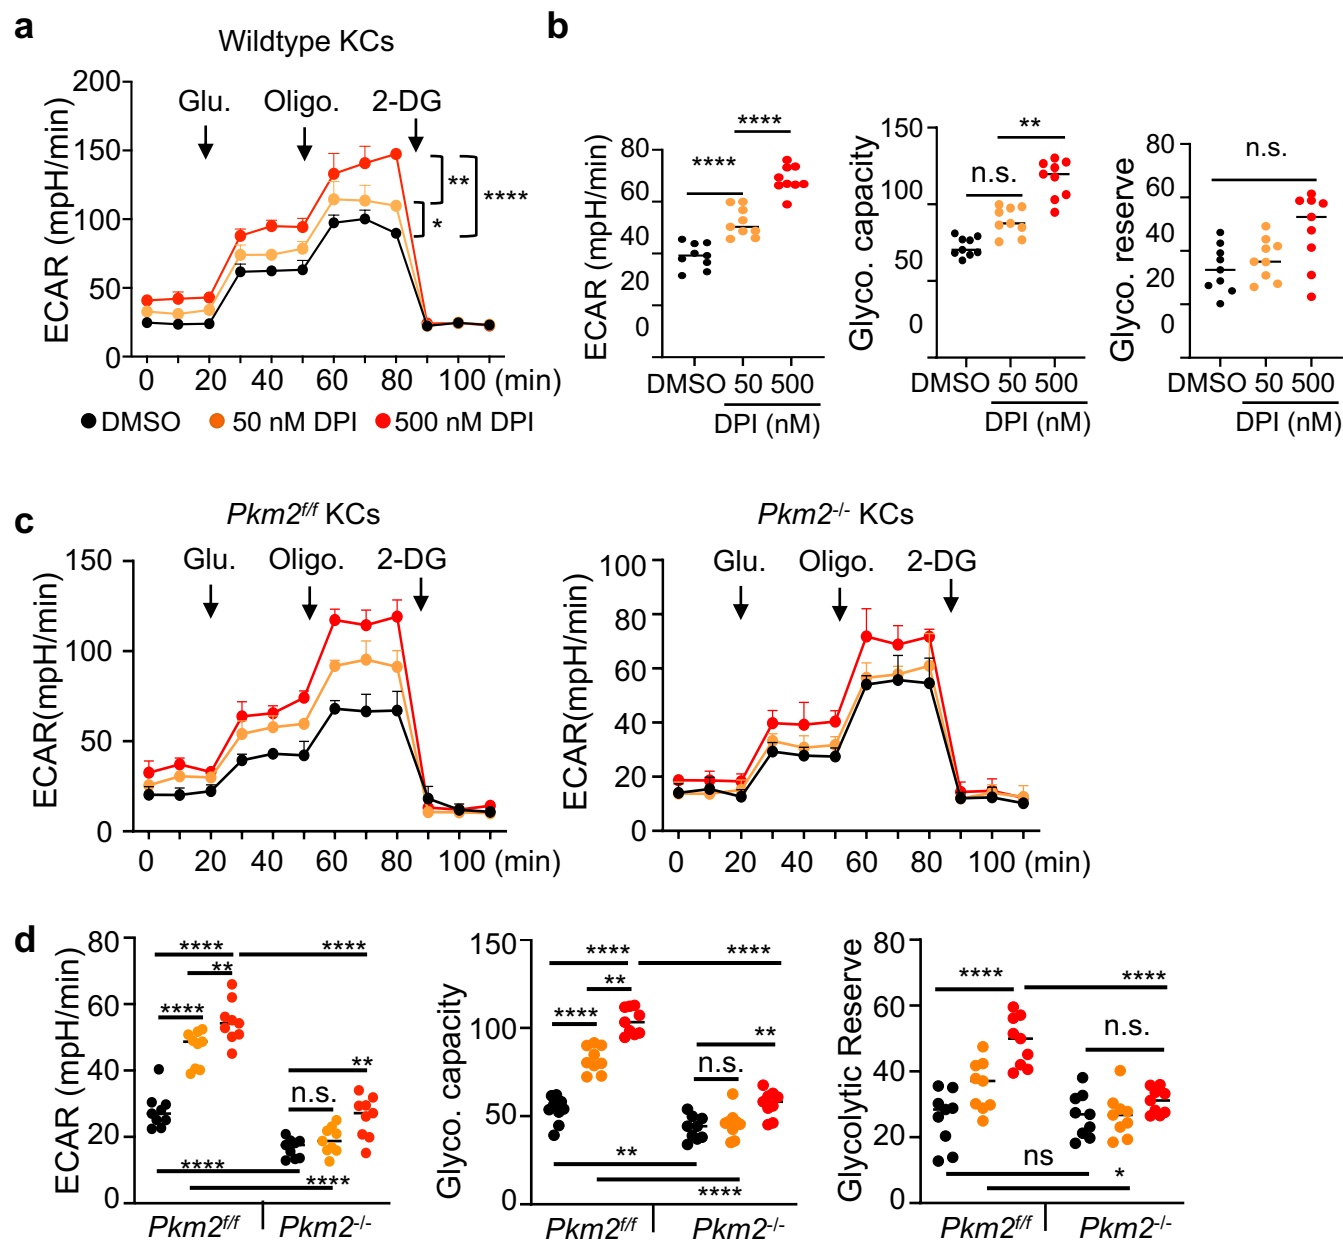 a
Wildtype KCs
ECAR (mpH/min)
200
150
100
50
0
Glu.
Oligo.
2-DG
**
****
*
0 20 40 60 80 100 (min)
DMSO
50 nM DPI
500 nM DPI
b
ECAR (mpH/min)
80
60
40
20
0
****
****
DMSO 50 500
DPI (nM)
Glyco. capacity
150
100
50
0
**
n.s.
DMSO 50 500
DPI (nM)
Glyco. reserve
80
60
40
20
0
n.s.
DMSO 50 500
DPI (nM)
c
Pkm2f/f KCs
ECAR(mpH/min)
150
100
50
0
Glu.
Oligo.
2-DG
0 20 40 60 80 100 (min)
Pkm2-/- KCs
ECAR(mpH/min)
100
80
60
40
20
0
Glu.
Oligo.
2-DG
0 20 40 60 80 100 (min)
d
ECAR (mpH/min)
80
60
40
20
0
**** ****
**
****
**
n.s.
****
****
Pkm2f/f Pkm2-/-
Glyco. capacity
150
100
50
0
**** ****
**
****
**
n.s.
**
****
Pkm2f/f Pkm2-/-
Glycolytic Reserve
80
60
40
20
0
**** ****
n.s.
ns
*
Pkm2f/f Pkm2-/-